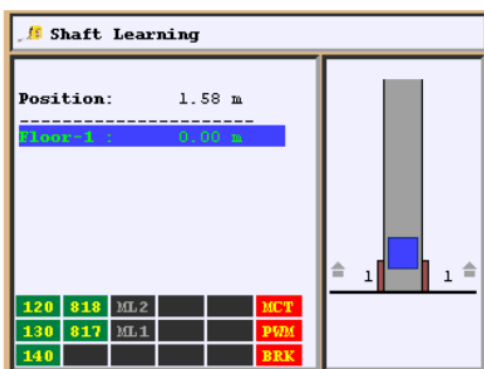 Shaft Learning
Position: 1.58 m
----------------------
Floor-1 : 0.00 m
1 1
120 818 ML2 MCT
130 817 ML1 PWM
140 BRK